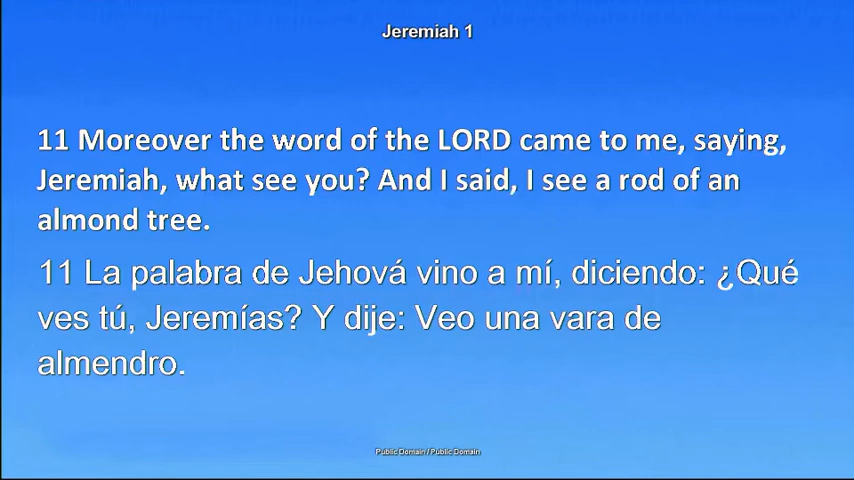 Jeremiah 1
11 Moreover the word of the LORD came to me, saying,
Jeremiah, what see you? And I said, I see a rod of an
almond tree.
11 La palabra de Jehová vino a mí, diciendo: ¿Qué
ves tú, Jeremías? Y dije: Veo una vara de
almendro.
Public Domain / Public Domain